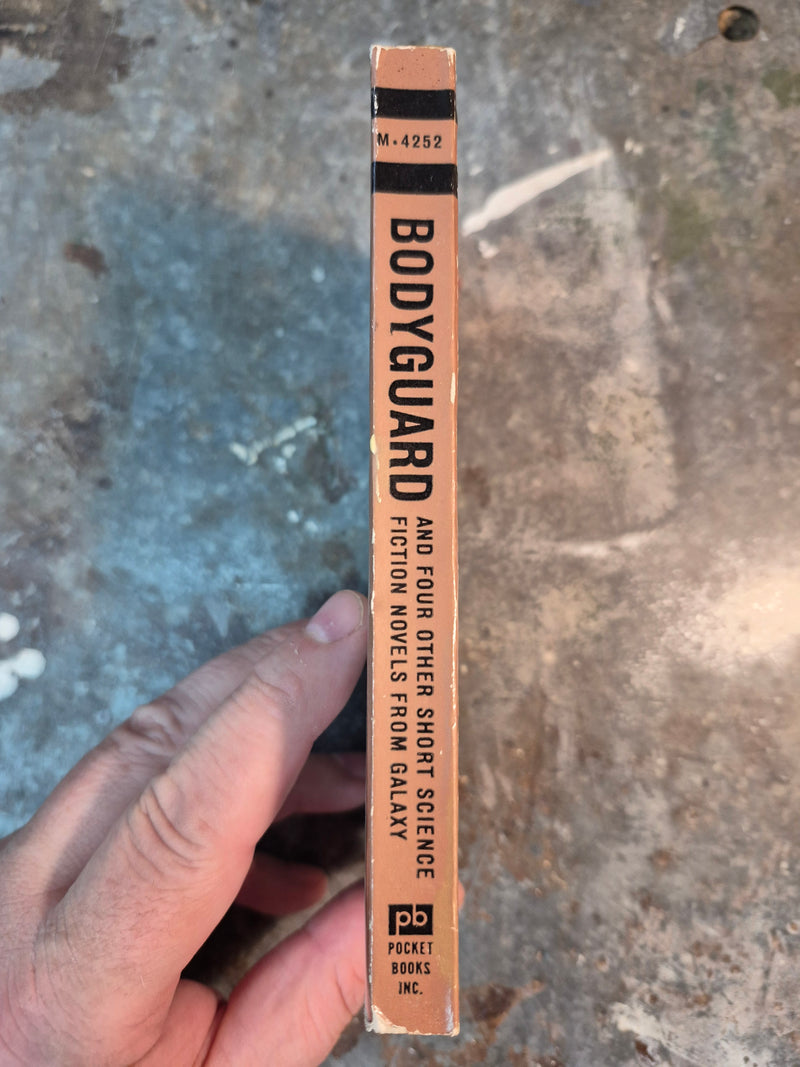 M•4252
BODYGUARD
AND FOUR OTHER SHORT SCIENCE
FICTION NOVELS FROM GALAXY
pb
POCKET
BOOKS
INC.